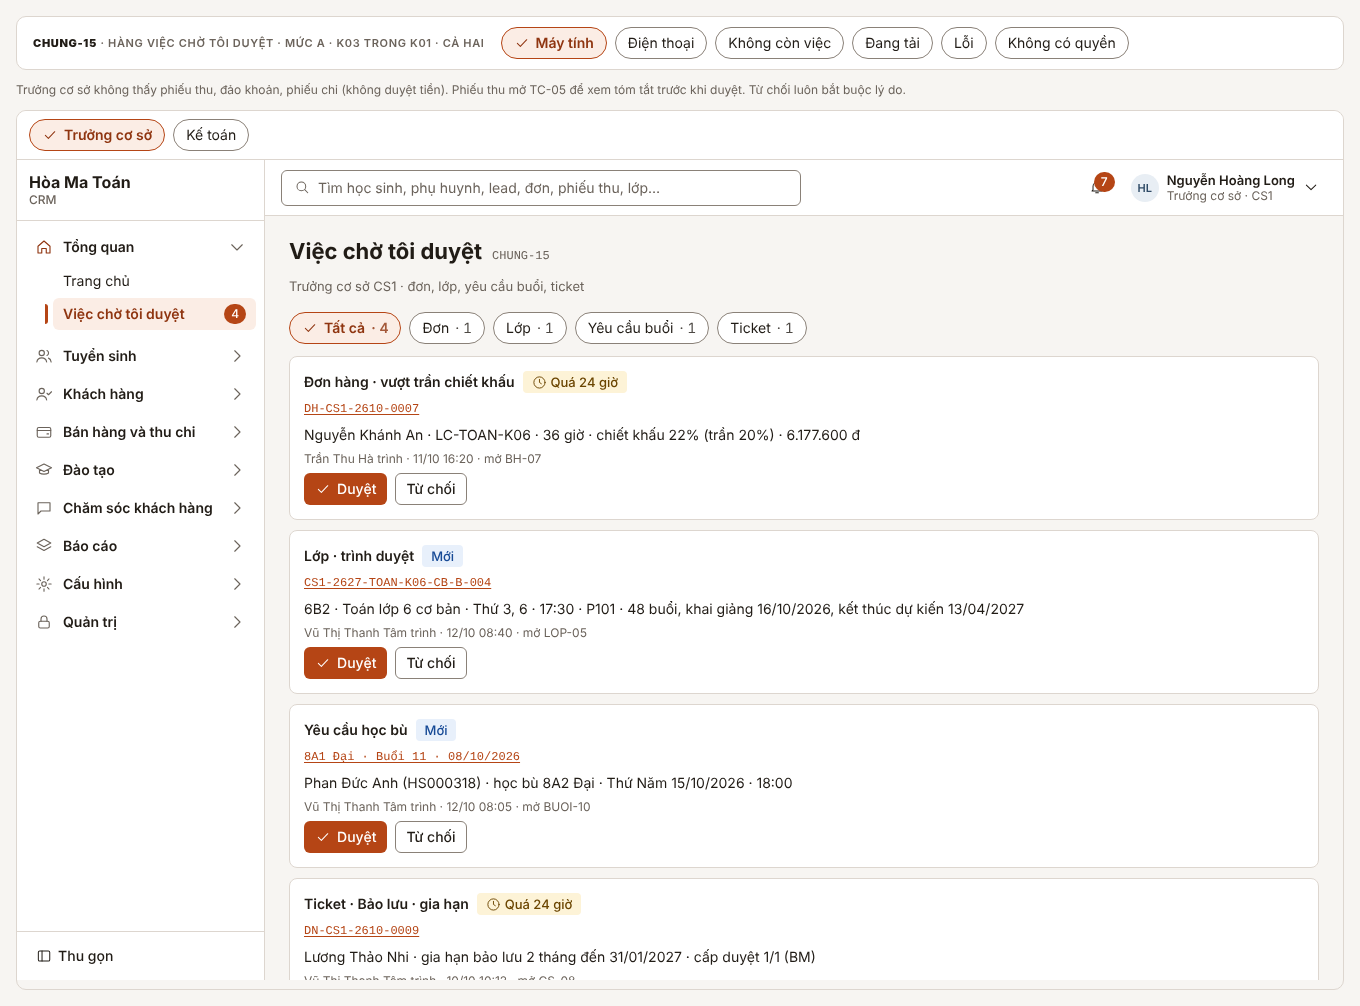 CHUNG-15 · HÀNG VIỆC CHỜ TÔI DUYỆT · MỨC A · K03 TRONG K01 · CẢ HAI
Máy tính
Điện thoại
Không còn việc
Đang tải
Lỗi
Không có quyền
Trưởng cơ sở không thấy phiếu thu, đảo khoản, phiếu chi (không duyệt tiền). Phiếu thu mở TC-05 để xem tóm tắt trước khi duyệt. Từ chối luôn bắt buộc lý do.
Trưởng cơ sở
Kế toán
Hòa Ma Toán
CRM
Tìm học sinh, phụ huynh, lead, đơn, phiếu thu, lớp...
7
HL
Nguyễn Hoàng Long
Trưởng cơ sở · CS1
Tổng quan
Trang chủ
Việc chờ tôi duyệt 4
Tuyển sinh
Khách hàng
Bán hàng và thu chi
Đào tạo
Chăm sóc khách hàng
Báo cáo
Cấu hình
Quản trị
Thu gọn
Việc chờ tôi duyệt CHUNG-15
Trưởng cơ sở CS1 · đơn, lớp, yêu cầu buổi, ticket
Tất cả · 4
Đơn · 1
Lớp · 1
Yêu cầu buổi · 1
Ticket · 1
Đơn hàng · vượt trần chiết khấu Quá 24 giờ
DH-CS1-2610-0007
Nguyễn Khánh An · LC-TOAN-K06 · 36 giờ · chiết khấu 22% (trần 20%) · 6.177.600 đ
Trần Thu Hà trình · 11/10 16:20 · mở BH-07
Duyệt
Từ chối
Lớp · trình duyệt Mới
CS1-2627-TOAN-K06-CB-B-004
6B2 · Toán lớp 6 cơ bản · Thứ 3, 6 · 17:30 · P101 · 48 buổi, khai giảng 16/10/2026, kết thúc dự kiến 13/04/2027
Vũ Thị Thanh Tâm trình · 12/10 08:40 · mở LOP-05
Duyệt
Từ chối
Yêu cầu học bù Mới
8A1 Đại · Buổi 11 · 08/10/2026
Phan Đức Anh (HS000318) · học bù 8A2 Đại · Thứ Năm 15/10/2026 · 18:00
Vũ Thị Thanh Tâm trình · 12/10 08:05 · mở BUOI-10
Duyệt
Từ chối
Ticket · Bảo lưu · gia hạn Quá 24 giờ
DN-CS1-2610-0009
Lương Thảo Nhi · gia hạn bảo lưu 2 tháng đến 31/01/2027 · cấp duyệt 1/1 (BM)
Vũ Thị Thanh Tâm trình · 10/10 10:12 · mở CS-08